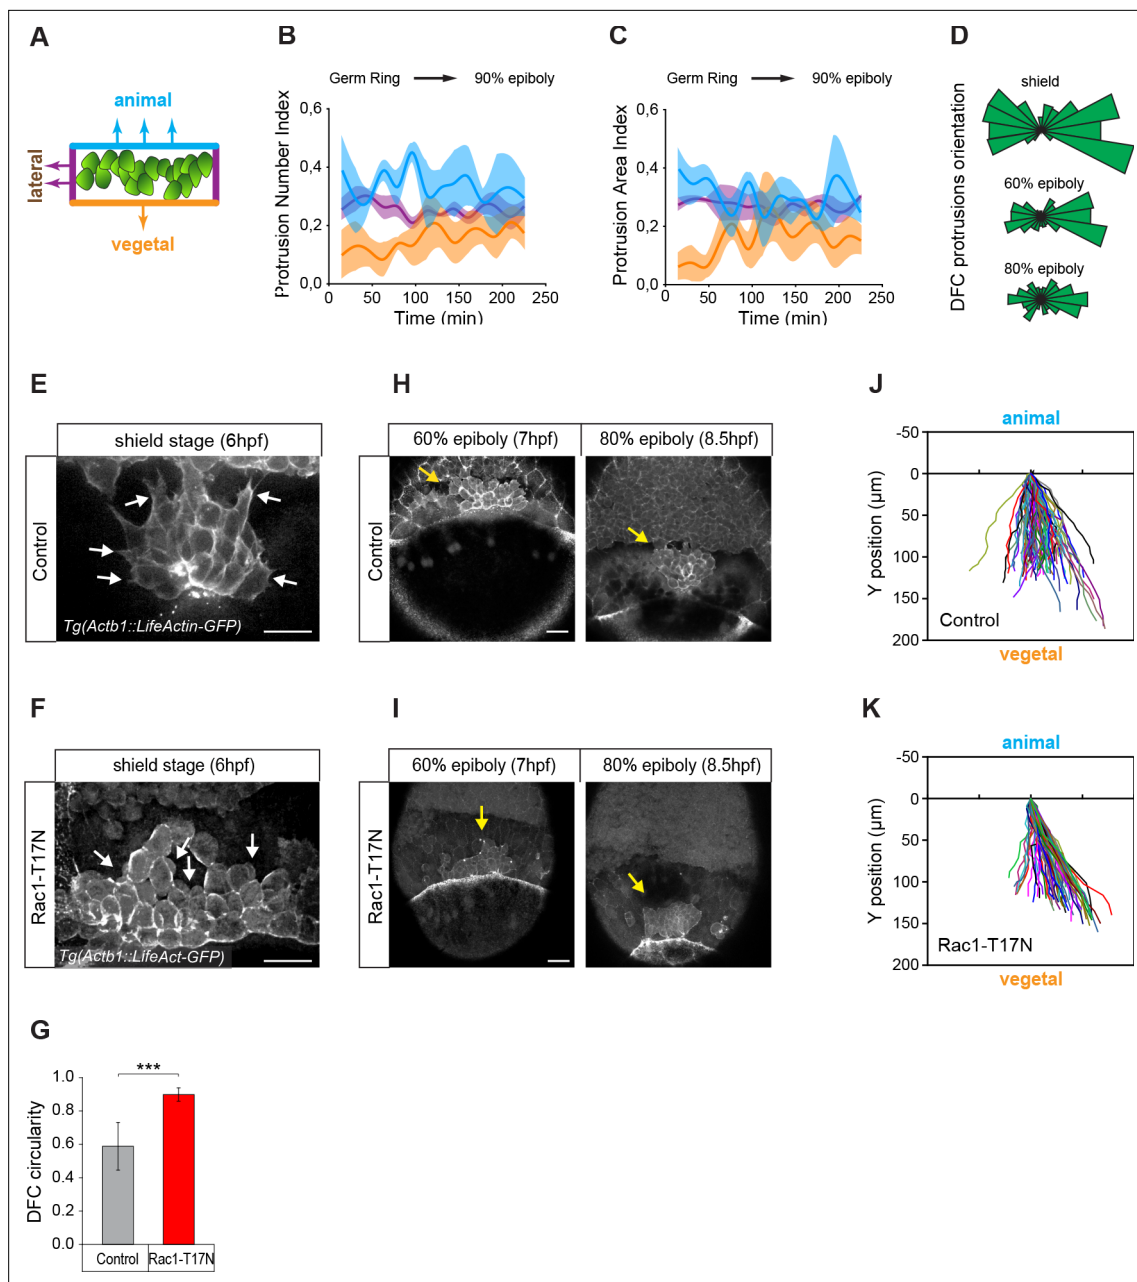 A
animal
lateral
vegetal
B
Germ Ring 90% epiboly
Protrusion Number Index
0,6
0,4
0,2
0,0
0 50 100 150 200 250
Time (min)
C
Germ Ring 90% epiboly
Protrusion Area Index
0,6
0,4
0,2
0,0
0 50 100 150 200 250
Time (min)
D
DFC protrusions orientation
shield
60% epiboly
80% epiboly
E
shield stage (6hpf)
Control
Tg(Actb1::LifeActin-GFP)
H
60% epiboly (7hpf) 80% epiboly (8.5hpf)
Control
J
animal
-50
0
50
100
150
200
Y position (µm)
Control
vegetal
F
shield stage (6hpf)
Rac1-T17N
Tg(Actb1::LifeAct-GFP)
I
60% epiboly (7hpf) 80% epiboly (8.5hpf)
Rac1-T17N
K
animal
-50
0
50
100
150
200
Y position (µm)
Rac1-T17N
vegetal
G
***
DFC circularity
1.0
0.8
0.6
0.4
0.2
0.0
Control Rac1-T17N